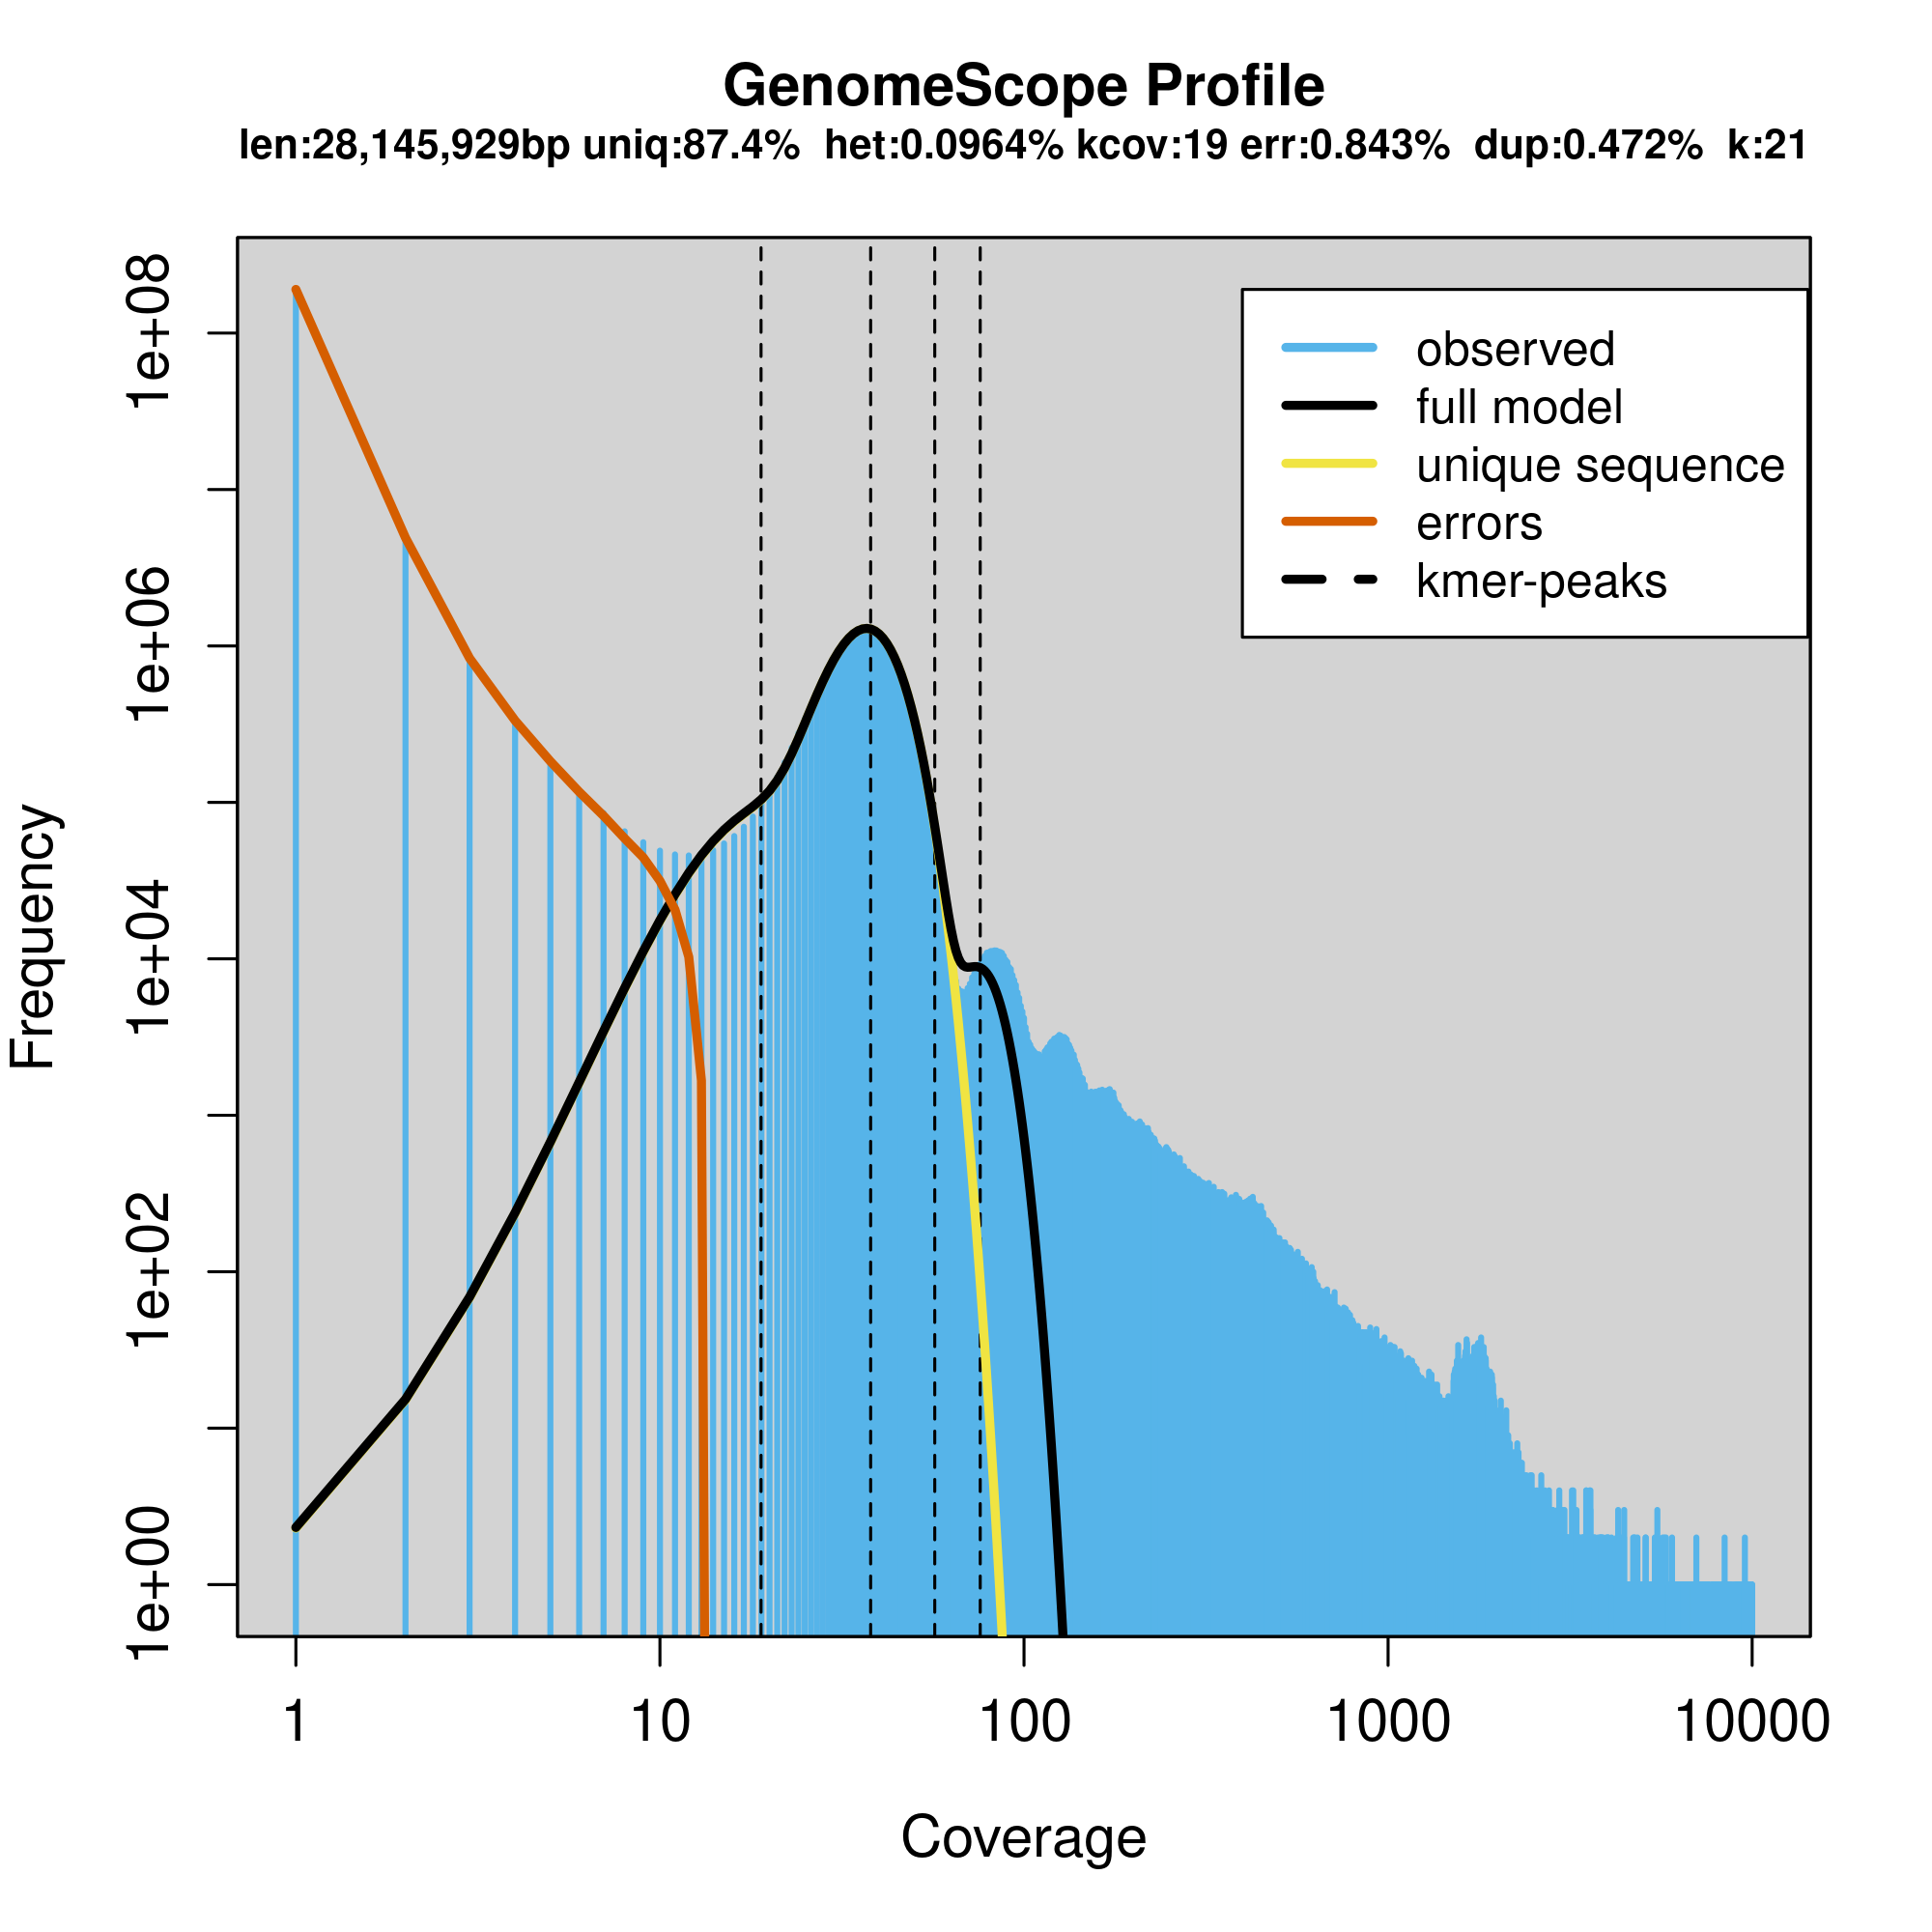 GenomeScope Profile
len:28,145,929bp uniq:87.4% het:0.0964% kcov:19 err:0.843% dup:0.472% k:21
observed
full model
unique sequence
errors
kmer-peaks
Frequency
1e+08
1e+06
1e+04
1e+02
1e+00
1 10 100 1000 10000
Coverage